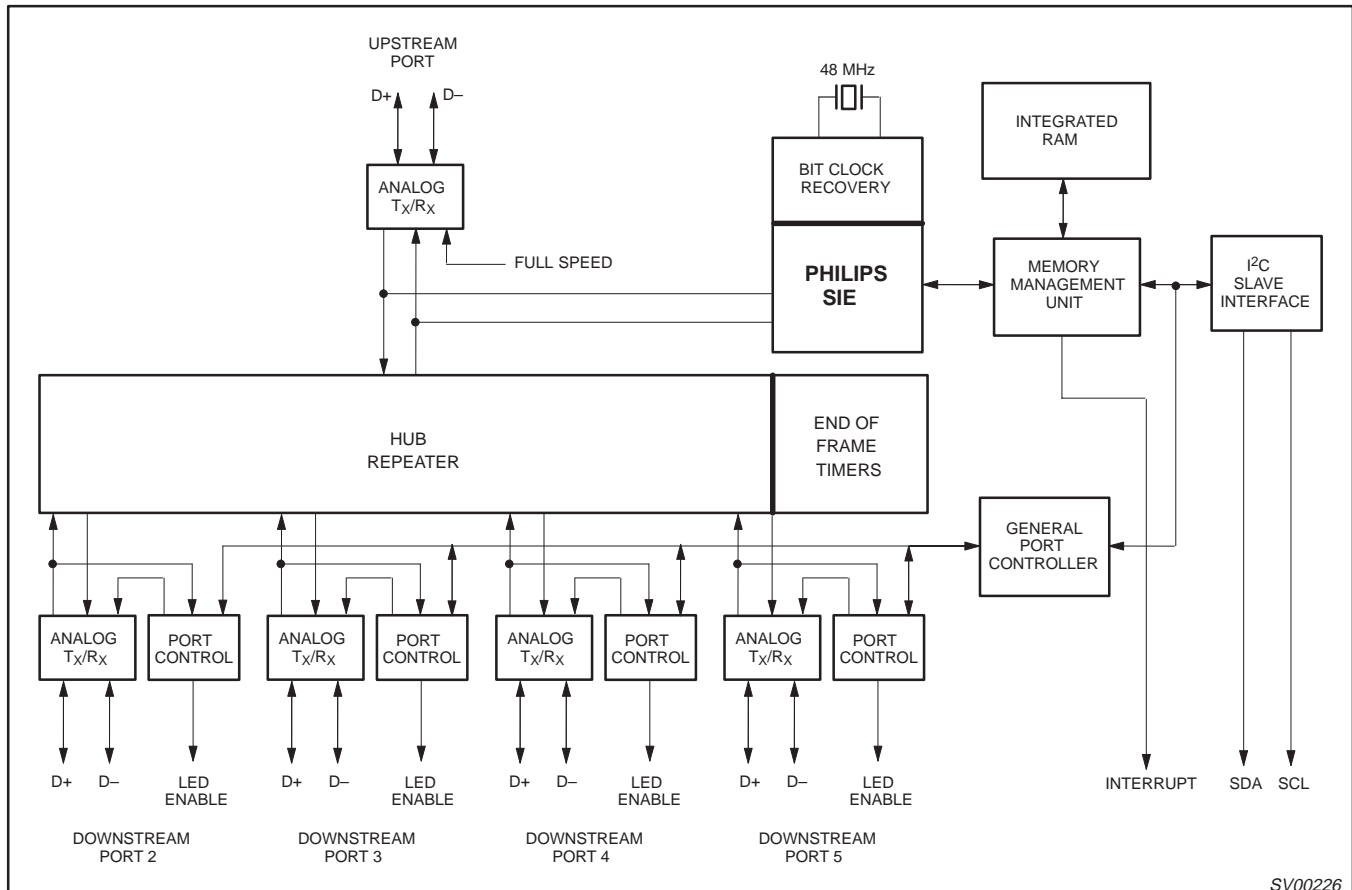 UPSTREAM
PORT
D+ D–
48 MHz
INTEGRATED
RAM
BIT CLOCK
RECOVERY
ANALOG
TX/RX
FULL SPEED
PHILIPS
SIE
MEMORY
MANAGEMENT
UNIT
I2C
SLAVE
INTERFACE
HUB
REPEATER
END OF
FRAME
TIMERS
GENERAL
PORT
CONTROLLER
ANALOG
TX/RX
PORT
CONTROL
ANALOG
TX/RX
PORT
CONTROL
ANALOG
TX/RX
PORT
CONTROL
ANALOG
TX/RX
PORT
CONTROL
D+ D–
LED
ENABLE
D+ D–
LED
ENABLE
D+ D–
LED
ENABLE
D+ D–
LED
ENABLE
INTERRUPT
SDA
SCL
DOWNSTREAM
PORT 2
DOWNSTREAM
PORT 3
DOWNSTREAM
PORT 4
DOWNSTREAM
PORT 5
SV00226